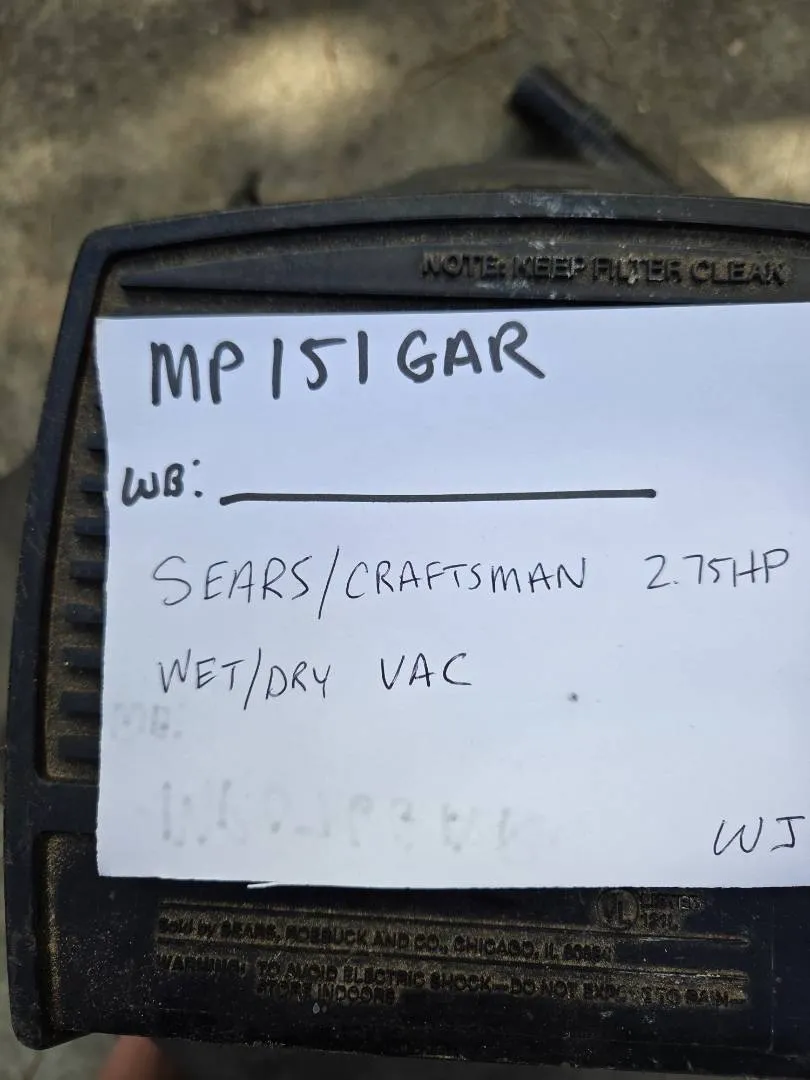 NOTE: KEEP FILTER CLEAN
MP151GAR
WB:
SEARS/CRAFTSMAN 2.75HP
WET/DRY VAC
WJ
UL LISTED
Sold by SEARS, ROEBUCK AND CO., CHICAGO, IL
WARNING: TO AVOID ELECTRIC SHOCK—DO NOT TO RAIN—
STORE INDOORS